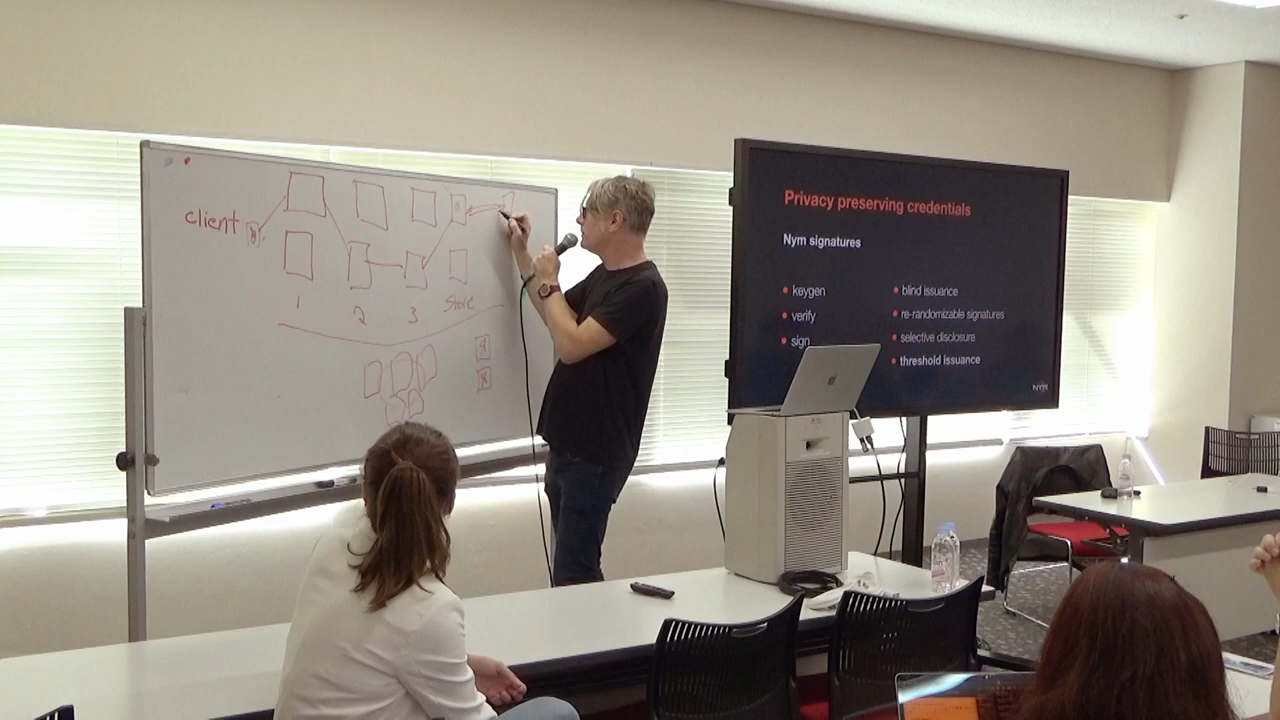 client
1
2
3
Store
Privacy preserving credentials
Nym signatures
keygen
verify
sign
blind issuance
re-randomizable signatures
selective disclosure
threshold issuance
NYM